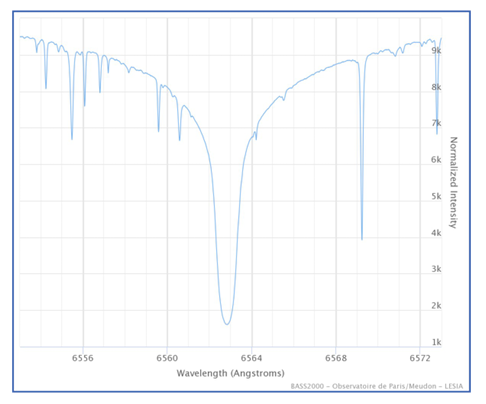 9k
8k
7k
6k
5k
4k
3k
2k
1k
Normalized Intensity
6556 6560 6564 6568 6572
Wavelength (Angstroms)
BASS2000 - Observatoire de Paris/Meudon - LESIA